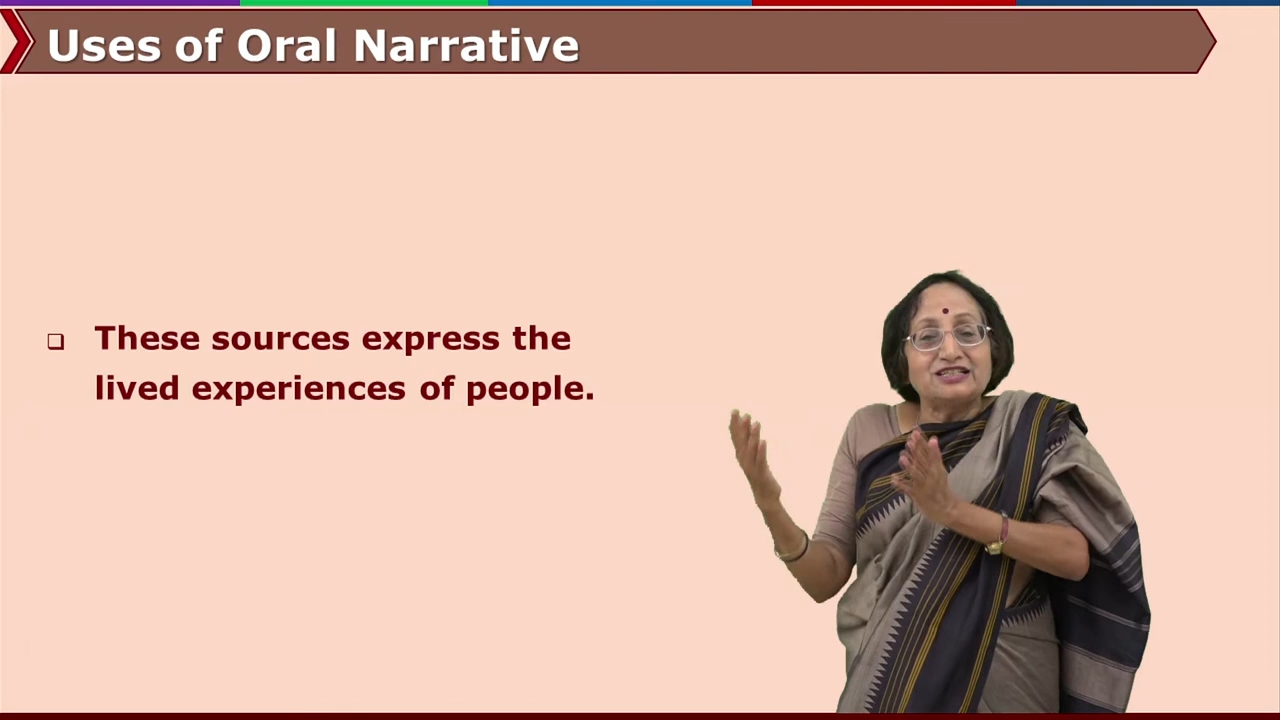 Uses of Oral Narrative
These sources express the
lived experiences of people.